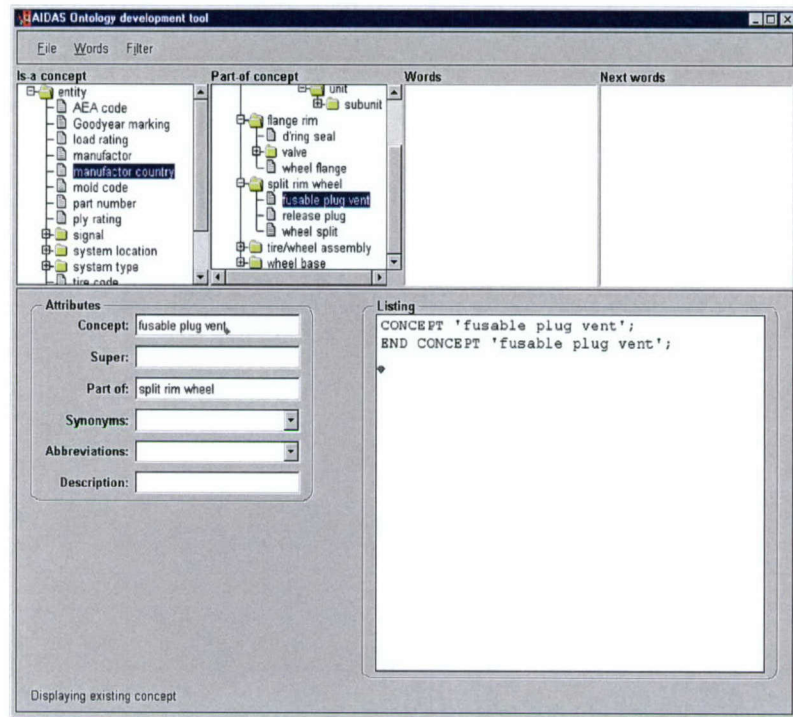 AIDAS Ontology development tool
File Words Filter
Is-a concept
entity
AEA code
Goodyear marking
load rating
manufactor
manufactor country
mold code
part number
ply rating
signal
system location
system type
tire code
Part-of concept
unit
subunit
flange rim
d'ring seal
valve
wheel flange
split rim wheel
fusable plug vent
release plug
wheel split
tire/wheel assembly
wheel base
Words
Next words
Attributes
Concept: fusable plug vent
Super:
Part of: split rim wheel
Synonyms:
Abbreviations:
Description:
Listing
CONCEPT 'fusable plug vent';
END CONCEPT 'fusable plug vent';
Displaying existing concept